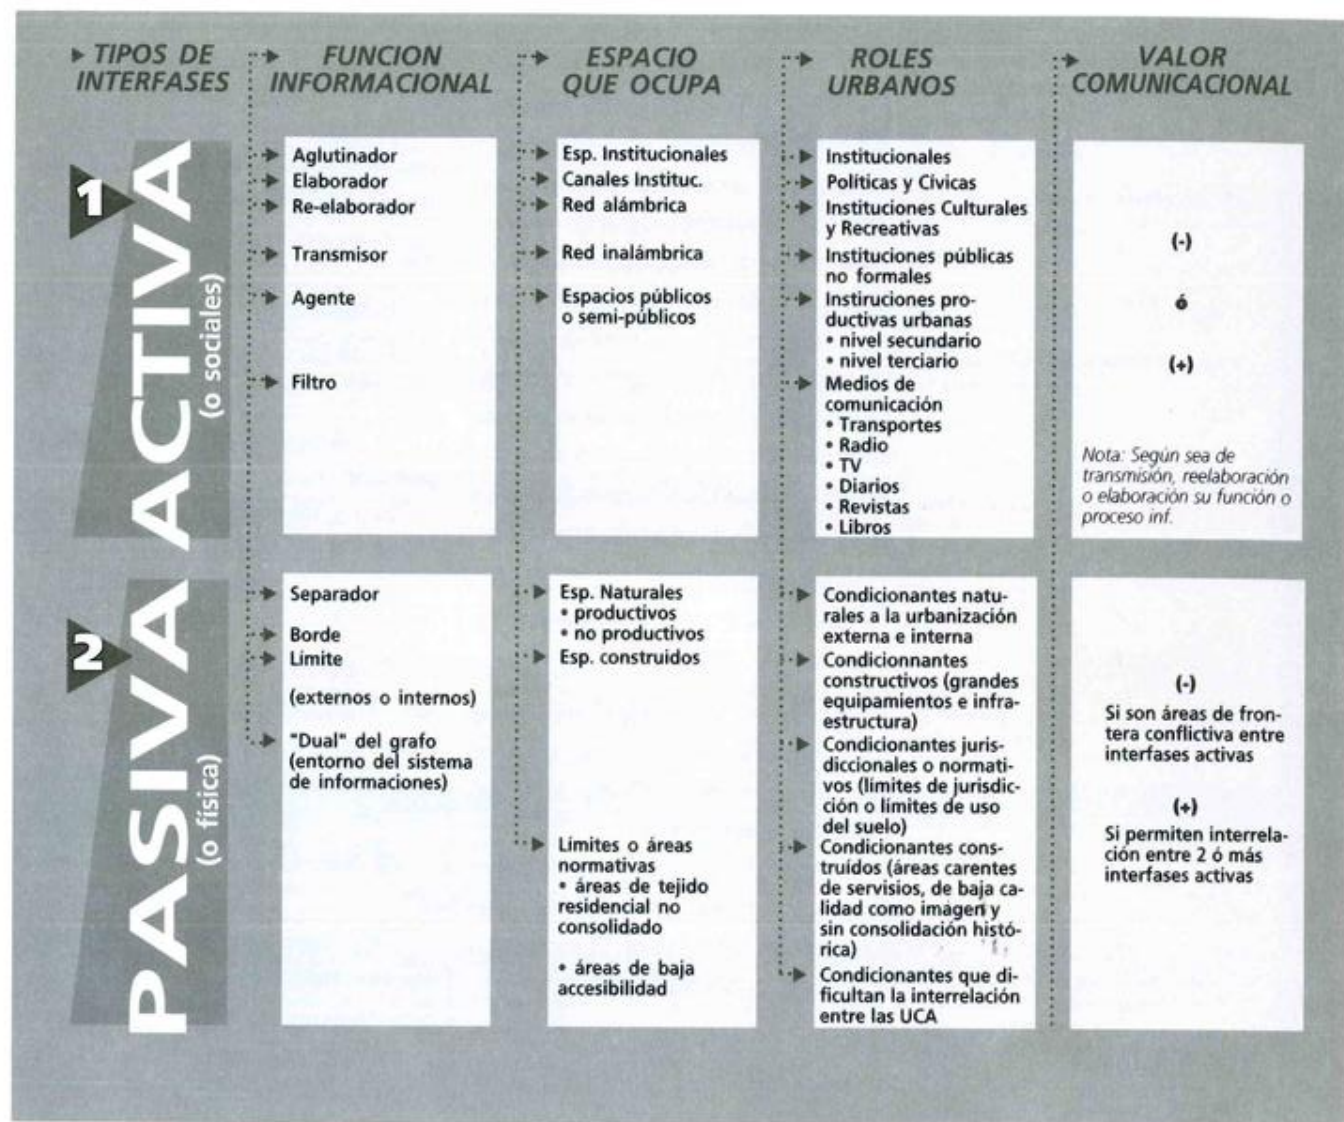 TIPOS DE
INTERFASES
FUNCION
INFORMACIONAL
ESPACIO
QUE OCUPA
ROLES
URBANOS
VALOR
COMUNICACIONAL
1
ACTIVA
(o sociales)
Aglutinador
Elaborador
Re-elaborador
Transmisor
Agente
Filtro
Esp. Institucionales
Canales Instituc.
Red alámbrica
Red inalámbrica
Espacios públicos
o semi-públicos
Institucionales
Políticas y Cívicas
Instituciones Culturales
y Recreativas
Instituciones públicas
no formales
Instiruciones pro-
ductivas urbanas
• nivel secundario
• nivel terciario
Medios de
comunicación
• Transportes
• Radio
• TV
• Diarios
• Revistas
• Libros
(-)
ó
(+)
Nota: Según sea de
transmisión, reelaboración
o elaboración su función o
proceso inf.
2
PASIVA
(o física)
Separador
Borde
Límite
(externos o internos)
"Dual" del grafo
(entorno del sistema
de informaciones)
Esp. Naturales
• productivos
• no productivos
Esp. construidos
Límites o áreas
normativas
• áreas de tejido
residencial no
consolidado
• áreas de baja
accesibilidad
Condicionantes natu-
rales a la urbanización
externa e interna
Condicionnantes
constructivos (grandes
equipamientos e infra-
estructura)
Condicionantes juris-
diccionales o normati-
vos (límites de jurisdic-
ción o límites de uso
del suelo)
Condicionantes cons-
truídos (áreas carentes
de servisios, de baja ca-
lidad como imágen y
sin consolidación histó-
rica)
Condicionantes que di-
ficultan la interrelación
entre las UCA
(-)
Si son áreas de fron-
tera conflictiva entre
interfases activas
(+)
Si permiten interrela-
ción entre 2 ó más
interfases activas